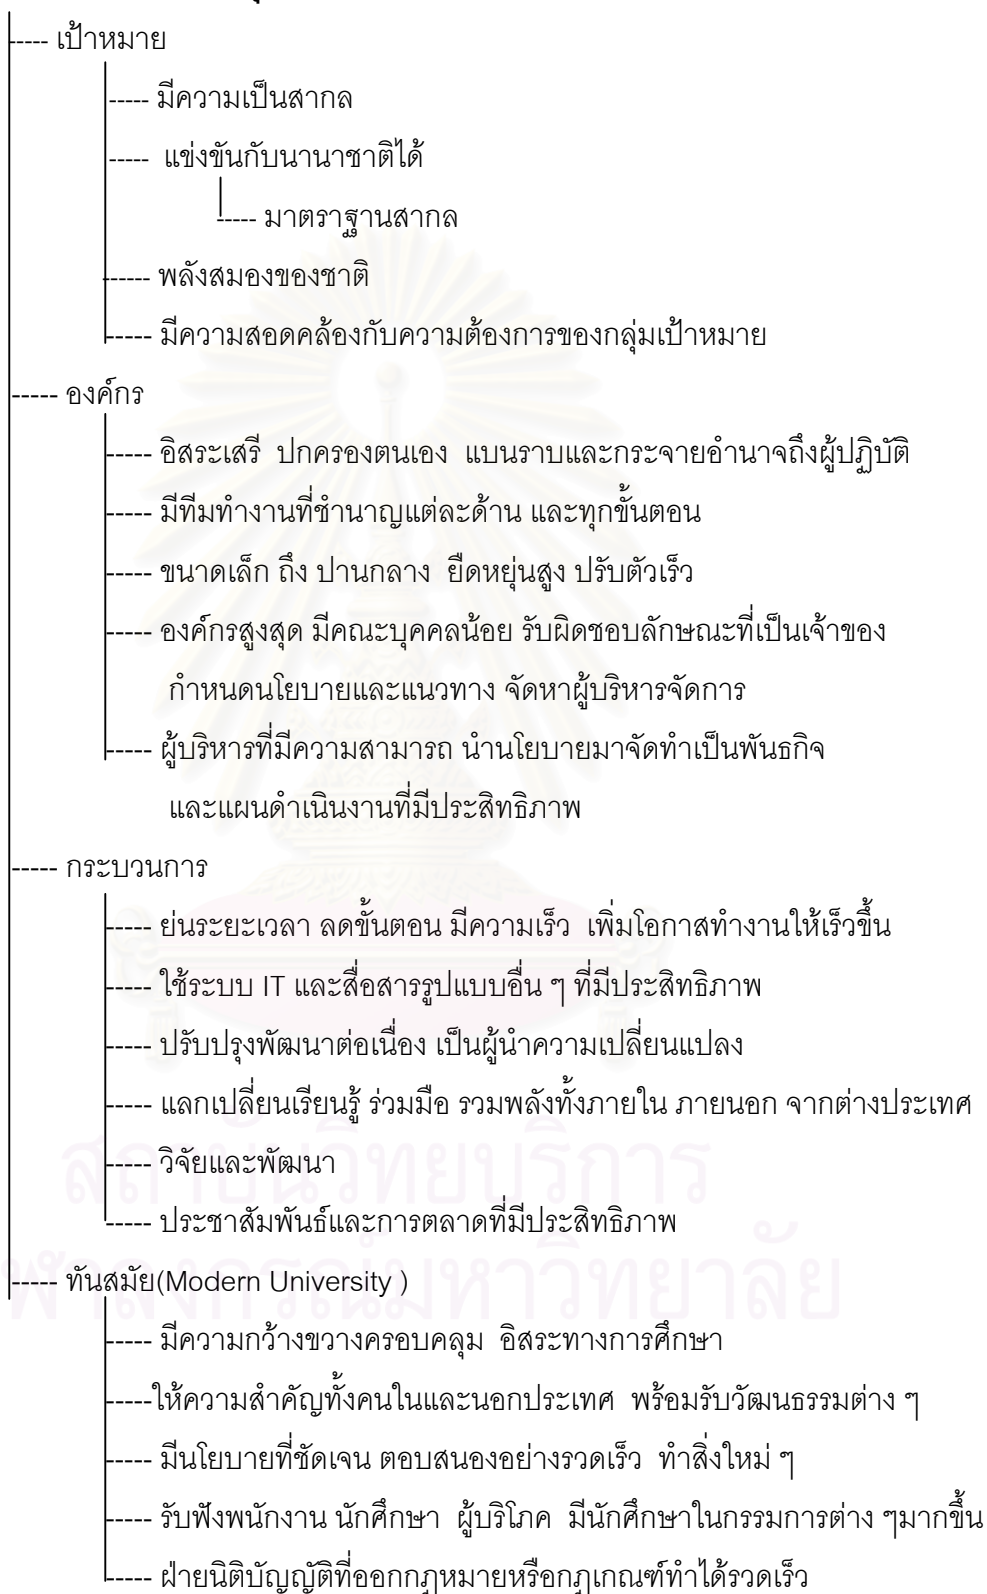 ----- เป้าหมาย
----- มีความเป็นสากล
----- แข่งขันกับนานาชาติได้
----- มาตราฐานสากล
------ พลังสมองของชาติ
----- มีความสอดคล้องกับความต้องการของกลุ่มเป้าหมาย
----- องค์กร
----- อิสระเสรี ปกครองตนเอง แบนราบและกระจายอำนาจถึงผู้ปฏิบัติ
----- มีทีมทำงานที่ชำนาญแต่ละด้าน และทุกขั้นตอน
----- ขนาดเล็ก ถึง ปานกลาง ยืดหยุ่นสูง ปรับตัวเร็ว
----- องค์กรสูงสุด มีคณะบุคคลน้อย รับผิดชอบลักษณะที่เป็นเจ้าของ
กำหนดนโยบายและแนวทาง จัดหาผู้บริหารจัดการ
----- ผู้บริหารที่มีความสามารถ นำนโยบายมาจัดทำเป็นพันธกิจ
และแผนดำเนินงานที่มีประสิทธิภาพ
----- กระบวนการ
----- ย่นระยะเวลา ลดขั้นตอน มีความเร็ว เพิ่มโอกาสทำงานให้เร็วขึ้น
----- ใช้ระบบ IT และสื่อสารรูปแบบอื่น ๆ ที่มีประสิทธิภาพ
----- ปรับปรุงพัฒนาต่อเนื่อง เป็นผู้นำความเปลี่ยนแปลง
----- แลกเปลี่ยนเรียนรู้ ร่วมมือ รวมพลังทั้งภายใน ภายนอก จากต่างประเทศ
สถาบันวิทยบริการ
----- วิจัยและพัฒนา
----- ประชาสัมพันธ์และการตลาดที่มีประสิทธิภาพ
----- ทันสมัย(Modern University )
ฬาลงกรณ์มหาวิทยาลัย
----- มีความกว้างขวางครอบคลุม อิสระทางการศึกษา
-----ให้ความสำคัญทั้งคนในและนอกประเทศ พร้อมรับวัฒนธรรมต่าง ๆ
----- มีนโยบายที่ชัดเจน ตอบสนองอย่างรวดเร็ว ทำสิ่งใหม่ ๆ
----- รับฟังพนักงาน นักศึกษา ผู้บริโภค มีนักศึกษาในกรรมการต่าง ๆมากขึ้น
----- ฝ่ายนิติบัญญัติที่ออกกฎหมายหรือกฎเกณฑ์ทำได้รวดเร็ว